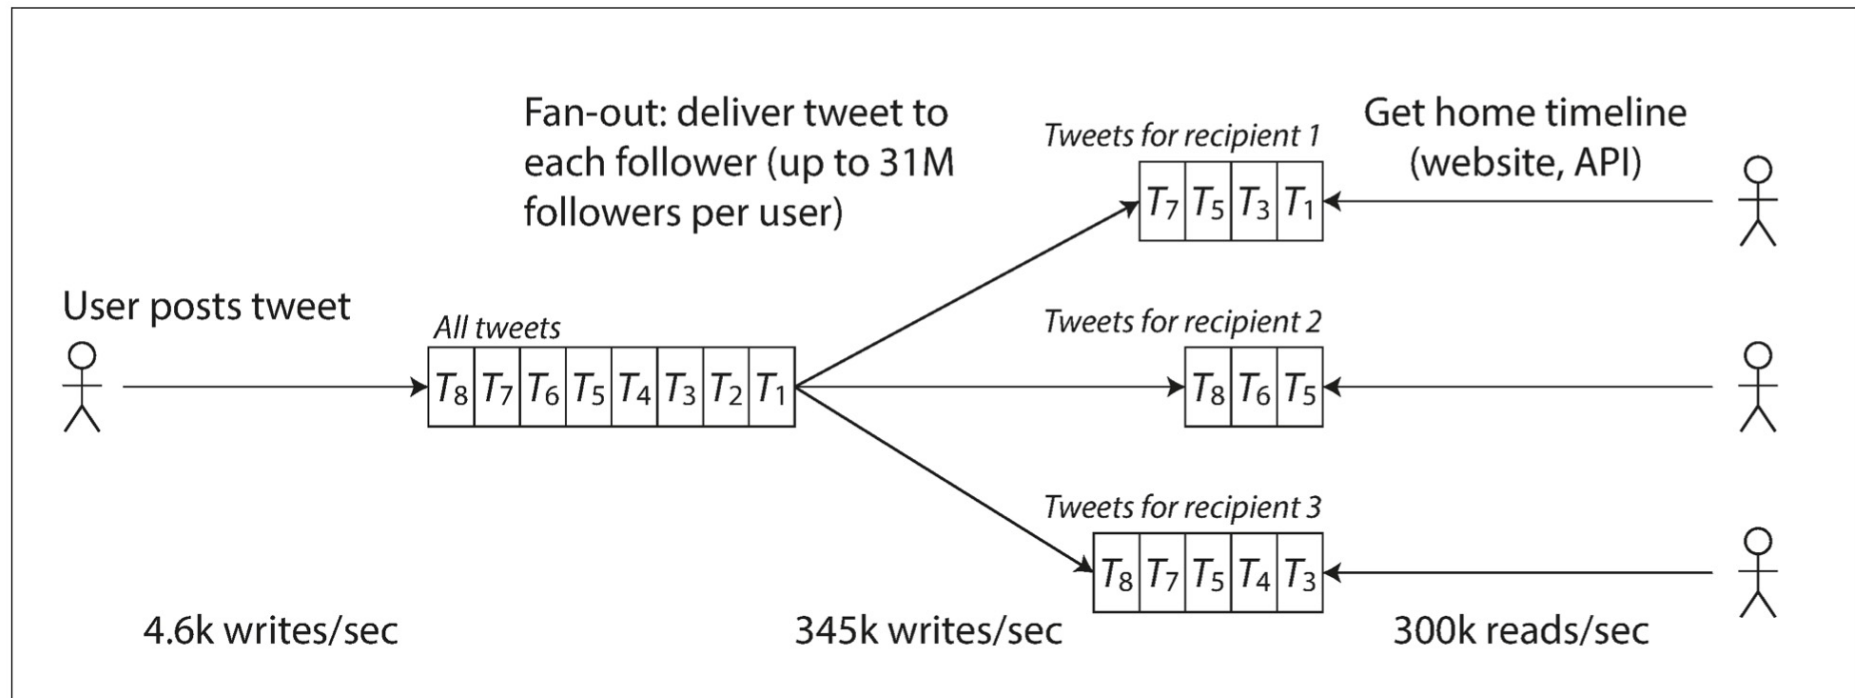 Fan-out: deliver tweet to
each follower (up to 31M
followers per user)
Tweets for recipient 1
T7 T5 T3 T1
Get home timeline
(website, API)
User posts tweet
All tweets
T8 T7 T6 T5 T4 T3 T2 T1
Tweets for recipient 2
T8 T6 T5
Tweets for recipient 3
T8 T7 T5 T4 T3
4.6k writes/sec
345k writes/sec
300k reads/sec